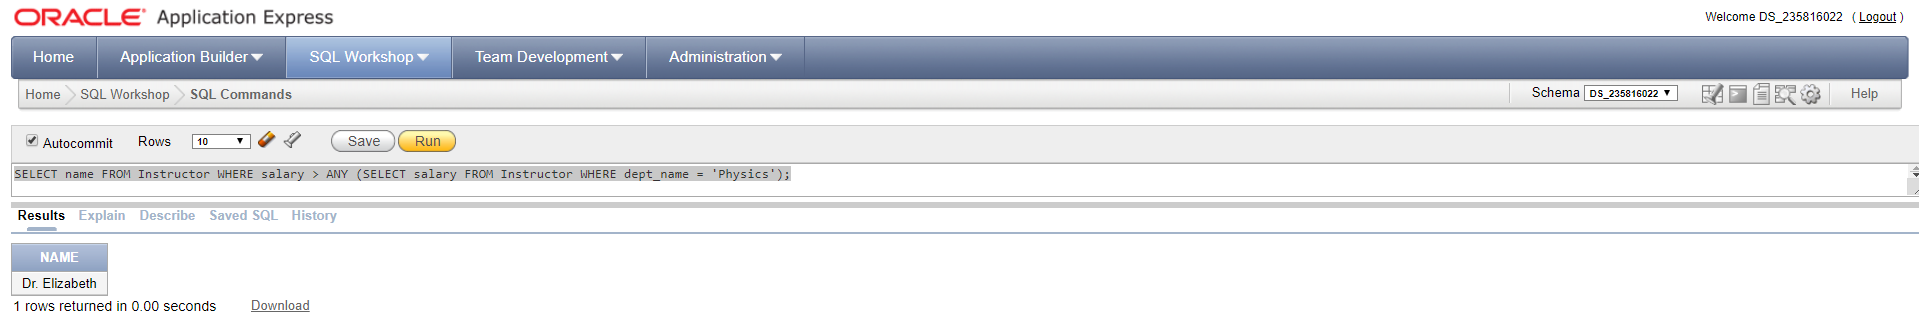 ORACLE® Application Express
Welcome DS_235816022 ( Logout )
Home Application Builder SQL Workshop Team Development Administration
Home SQL Workshop SQL Commands Schema DS_235816022 Help
Autocommit Rows 10 Save Run
SELECT name FROM Instructor WHERE salary > ANY (SELECT salary FROM Instructor WHERE dept_name = 'Physics');
Results Explain Describe Saved SQL History
NAME
Dr. Elizabeth
1 rows returned in 0.00 seconds Download